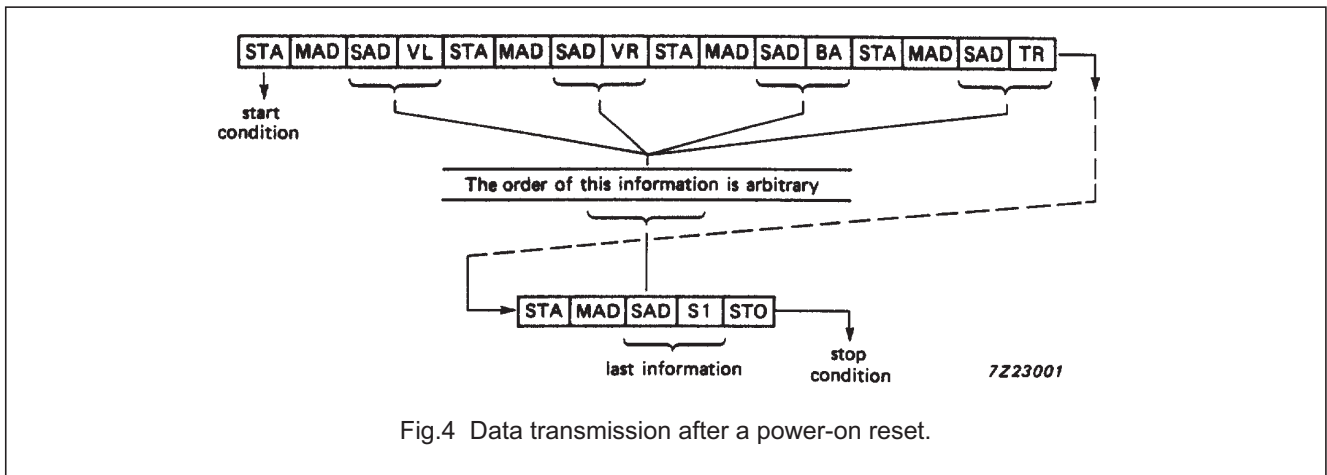 STA MAD SAD VL STA MAD SAD VR STA MAD SAD BA STA MAD SAD TR
start
condition
The order of this information is arbitrary
STA MAD SAD S1 STO
last information
stop
condition
7Z23001
Fig.4 Data transmission after a power-on reset.